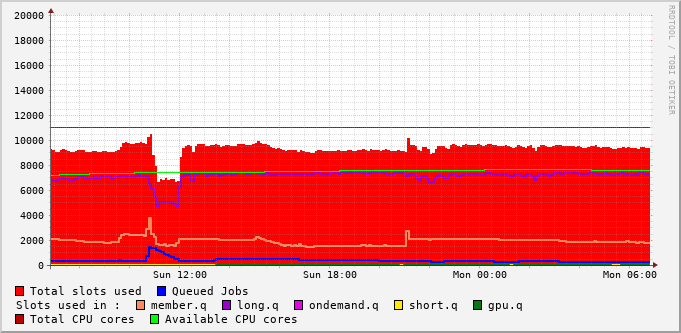 20000
18000
16000
14000
12000
10000
8000
6000
4000
2000
0
Sun 12:00 Sun 18:00 Mon 00:00 Mon 06:00
RRDTOOL / TOBI OETIKER
Total slots used Queued Jobs
Slots used in : member.q long.q ondemand.q short.q gpu.q
Total CPU cores Available CPU cores